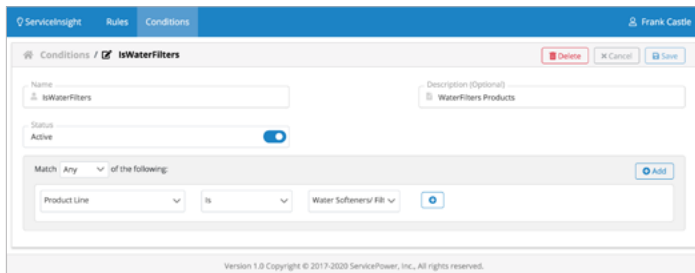 ServiceInsight Rules Conditions Frank Castle
Conditions / IsWaterFilters Delete Cancel Save
Name Description (Optional)
IsWaterFilters WaterFilters Products
Status
Active
Match Any of the following: Add
Product Line Is Water Softeners/ Filt
Version 1.0 Copyright © 2017-2020 ServicePower, Inc., All rights reserved.